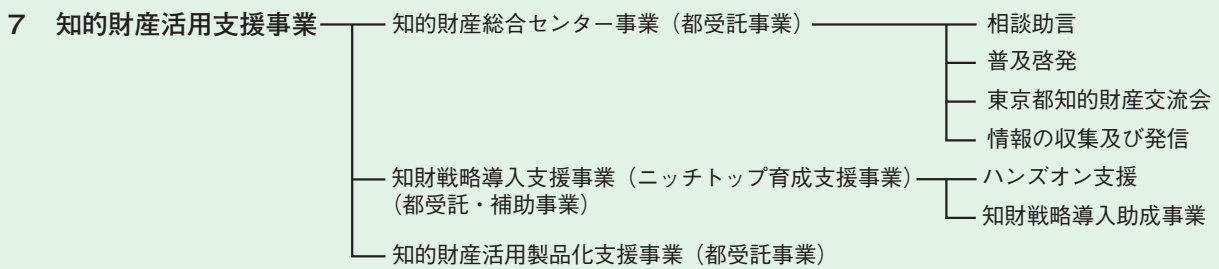 7 知的財産活用支援事業
知的財産総合センター事業（都受託事業）
相談助言
普及啓発
東京都知的財産交流会
情報の収集及び発信
知財戦略導入支援事業（ニッチトップ育成支援事業）
（都受託・補助事業）
ハンズオン支援
知財戦略導入助成事業
知的財産活用製品化支援事業（都受託事業）